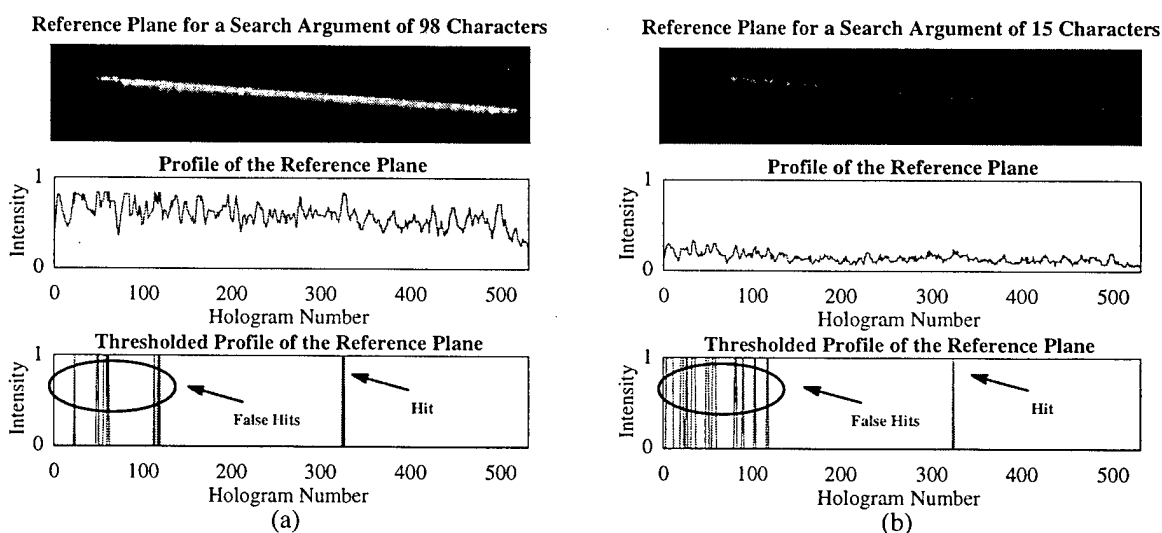 Reference Plane for a Search Argument of 98 Characters
Profile of the Reference Plane
1
Intensity
0
0 100 200 300 400 500
Hologram Number
Thresholded Profile of the Reference Plane
1
Intensity
0
False Hits
Hit
0 100 200 300 400 500
Hologram Number
(a)
Reference Plane for a Search Argument of 15 Characters
Profile of the Reference Plane
1
Intensity
0
0 100 200 300 400 500
Hologram Number
Thresholded Profile of the Reference Plane
1
Intensity
0
False Hits
Hit
0 100 200 300 400 500
Hologram Number
(b)